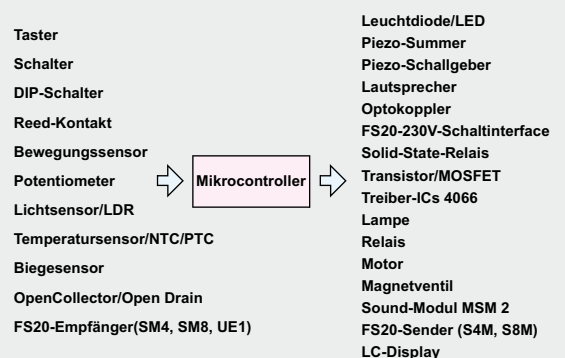 Taster
Schalter
DIP-Schalter
Reed-Kontakt
Bewegungssensor
Potentiometer
Lichtsensor/LDR
Temperatursensor/NTC/PTC
Biegesensor
OpenCollector/Open Drain
FS20-Empfänger(SM4, SM8, UE1)
Mikrocontroller
Leuchtdiode/LED
Piezo-Summer
Piezo-Schallgeber
Lautsprecher
Optokoppler
FS20-230V-Schaltinterface
Solid-State-Relais
Transistor/MOSFET
Treiber-ICs 4066
Lampe
Relais
Motor
Magnetventil
Sound-Modul MSM 2
FS20-Sender (S4M, S8M)
LC-Display